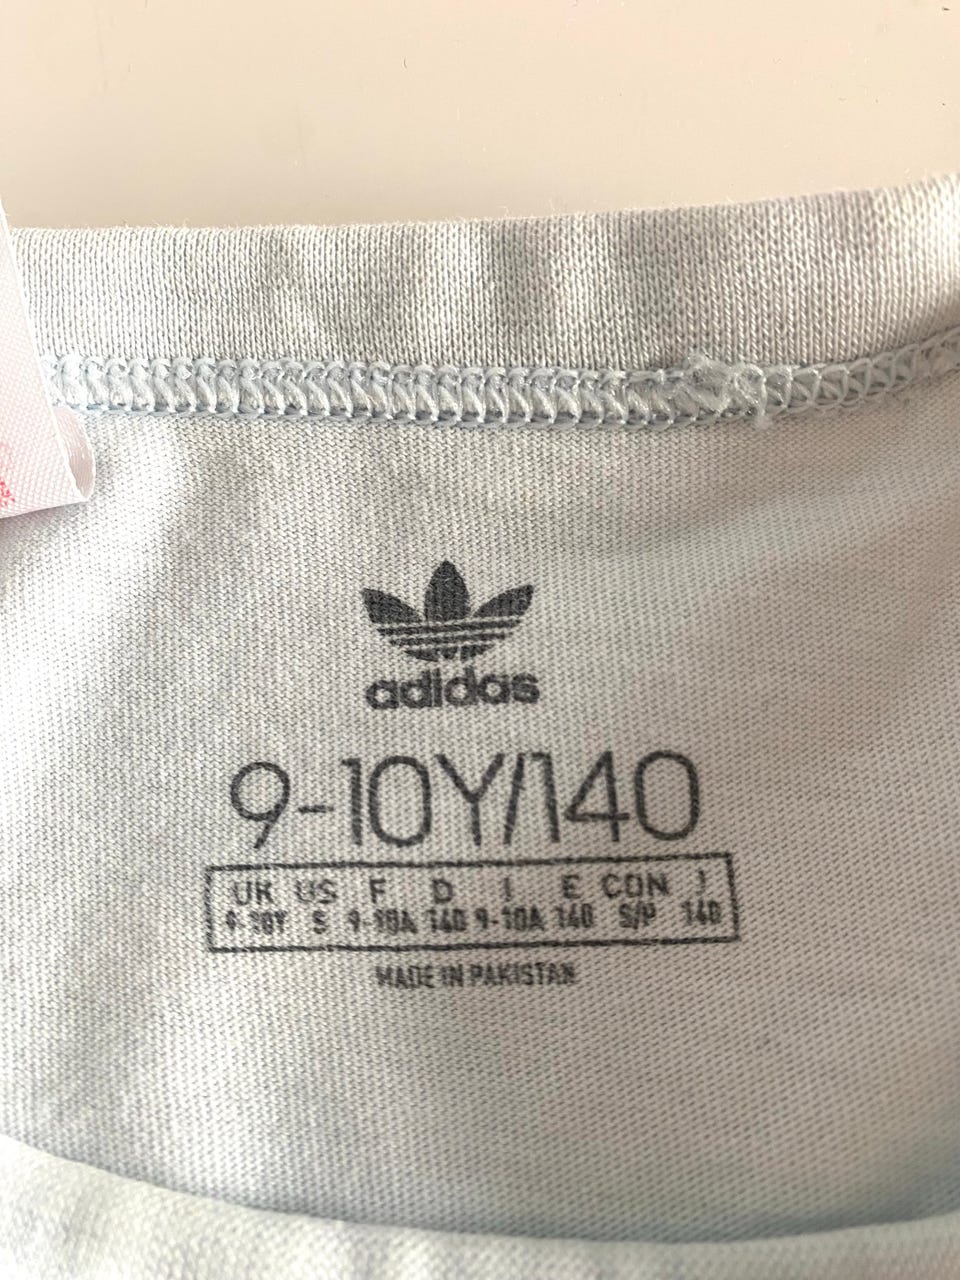 adidas
9-10Y/140
UK US F D I E CON J
9-10Y S 9-10A 140 9-10A 140 S/P 140
MADE IN PAKISTAN